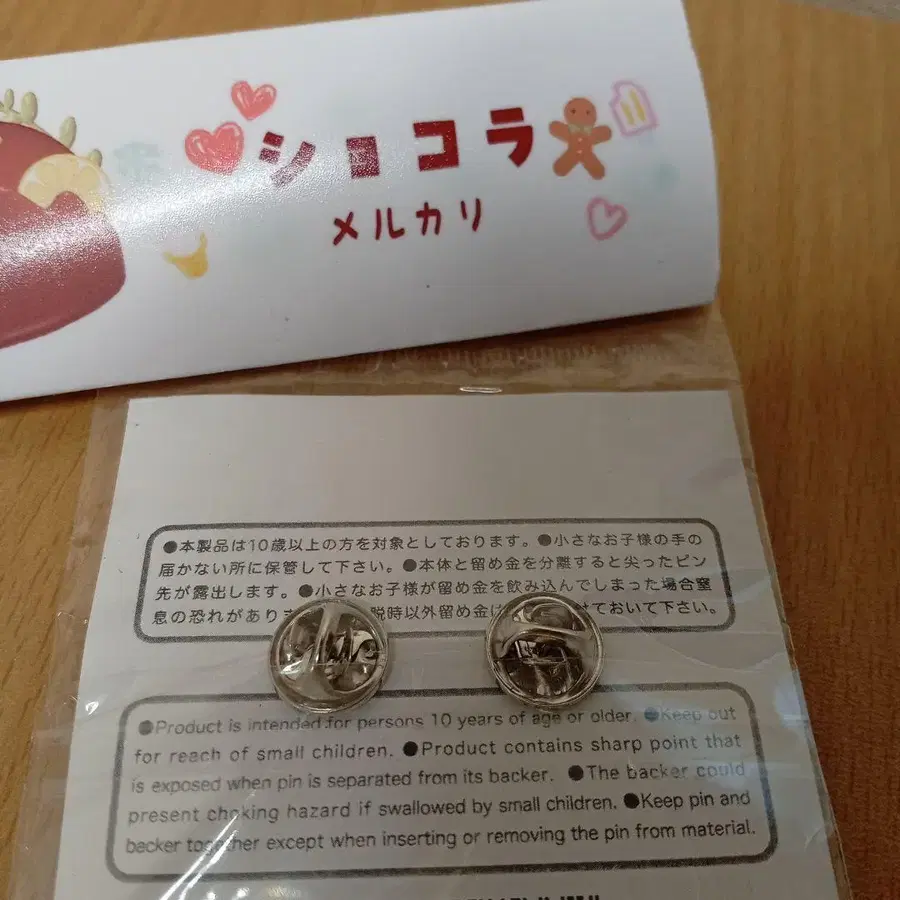 ショコラ
メルカリ
●本製品は10歳以上の方を対象としております。●小さなお子様の手の
届かない所に保管して下さい。●本体と留め金を分離すると尖ったピン
先が露出します。●小さなお子様が留め金を飲み込んでしまった場合窒
息の恐れがあり 脱時以外留め金は けておいて下さい。
●Product is intended for persons 10 years of age or older. ●Keep out
for reach of small children. ●Product contains sharp point that
is exposed when pin is separated from its backer. ●The backer could
present choking hazard if swallowed by small children. ●Keep pin and
backer together except when inserting or removing the pin from material.